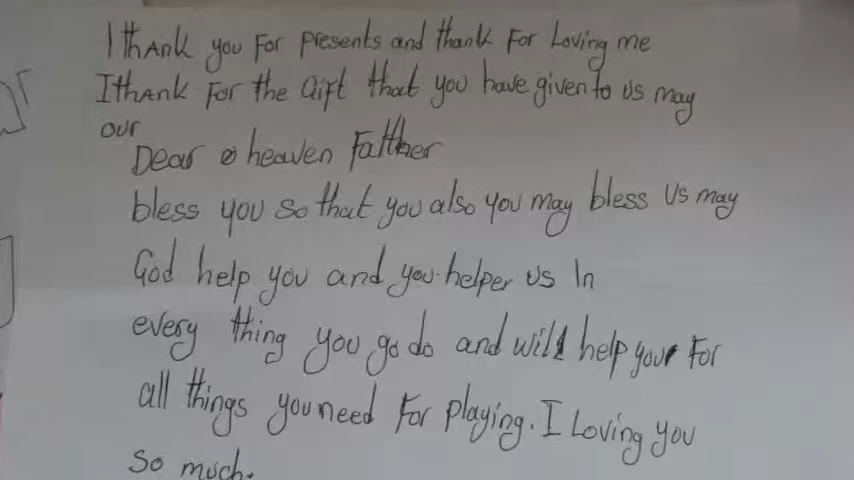 I thank you For presents and thank For Loving me
I thank For the Gift that you have given to us may
our
Dear heaven Father
bless you so that you also you may bless us may
God help you and you helper us In
every thing you go do and will help your For
all things you need For playing. I Loving you
so much.